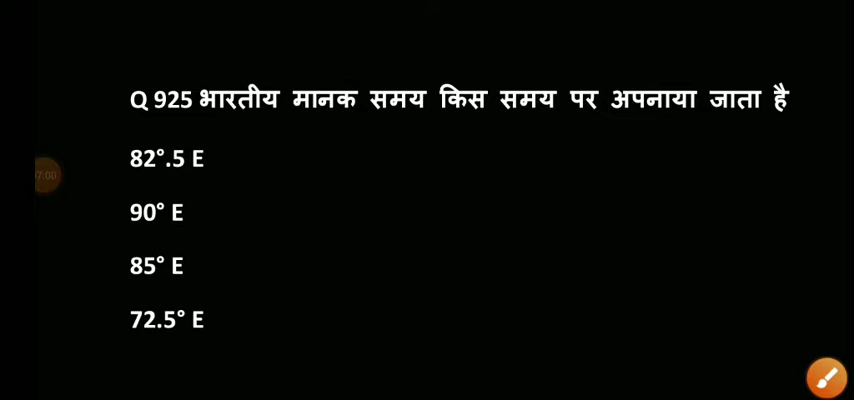 Q 925 भारतीय मानक समय किस समय पर अपनाया जाता है
82°.5 E
90° E
85° E
72.5° E